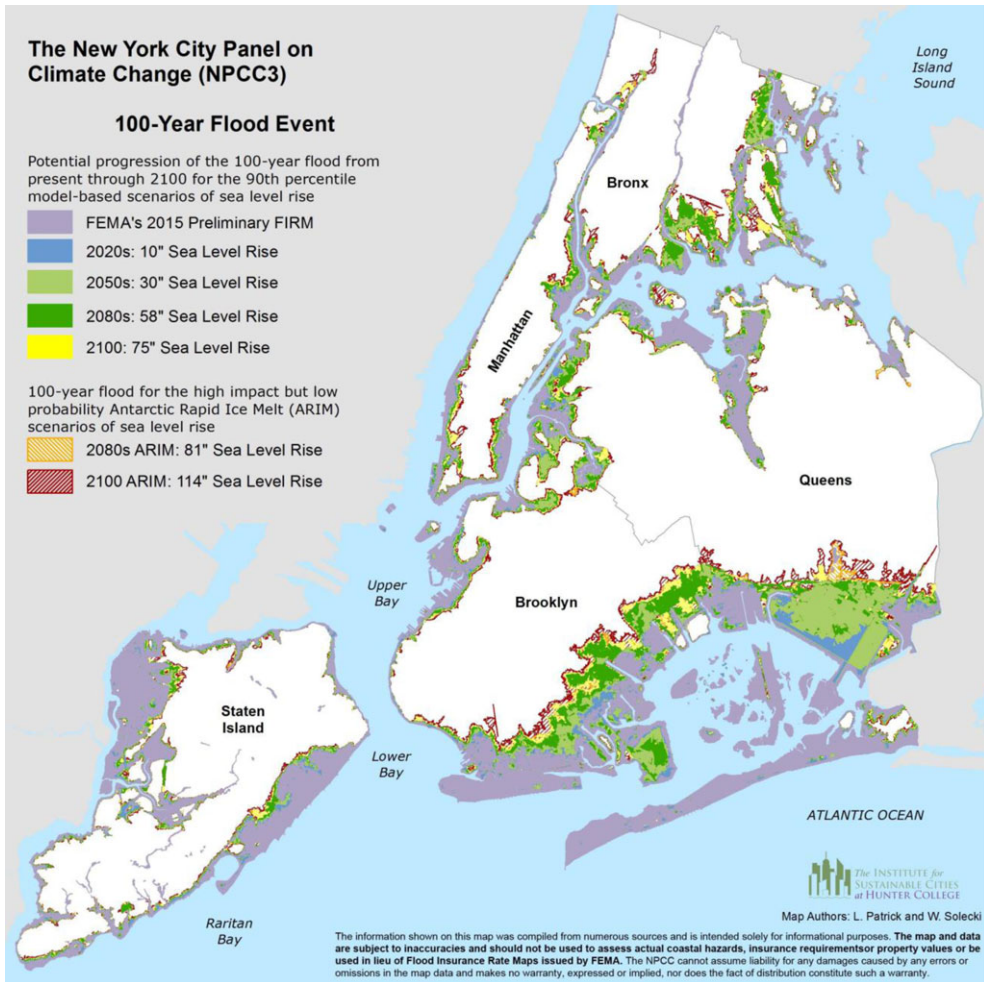 The New York City Panel on
Climate Change (NPCC3)
100-Year Flood Event
Potential progression of the 100-year flood from
present through 2100 for the 90th percentile
model-based scenarios of sea level rise
FEMA's 2015 Preliminary FIRM
2020s: 10" Sea Level Rise
2050s: 30" Sea Level Rise
2080s: 58" Sea Level Rise
2100: 75" Sea Level Rise
100-year flood for the high impact but low
probability Antarctic Rapid Ice Melt (ARIM)
scenarios of sea level rise
2080s ARIM: 81" Sea Level Rise
2100 ARIM: 114" Sea Level Rise
Long
Island
Sound
Bronx
Manhattan
Queens
Upper
Bay
Brooklyn
Staten
Island
Lower
Bay
ATLANTIC OCEAN
Raritan
Bay
The INSTITUTE for
SUSTAINABLE CITIES
at HUNTER COLLEGE
Map Authors: L. Patrick and W. Solecki
The information shown on this map was compiled from numerous sources and is intended solely for informational purposes. The map and data
are subject to inaccuracies and should not be used to assess actual coastal hazards, insurance requirementsor property values or be
used in lieu of Flood Insurance Rate Maps issued by FEMA. The NPCC cannot assume liability for any damages caused by any errors or
omissions in the map data and makes no warranty, expressed or implied, nor does the fact of distribution constitute such a warranty.